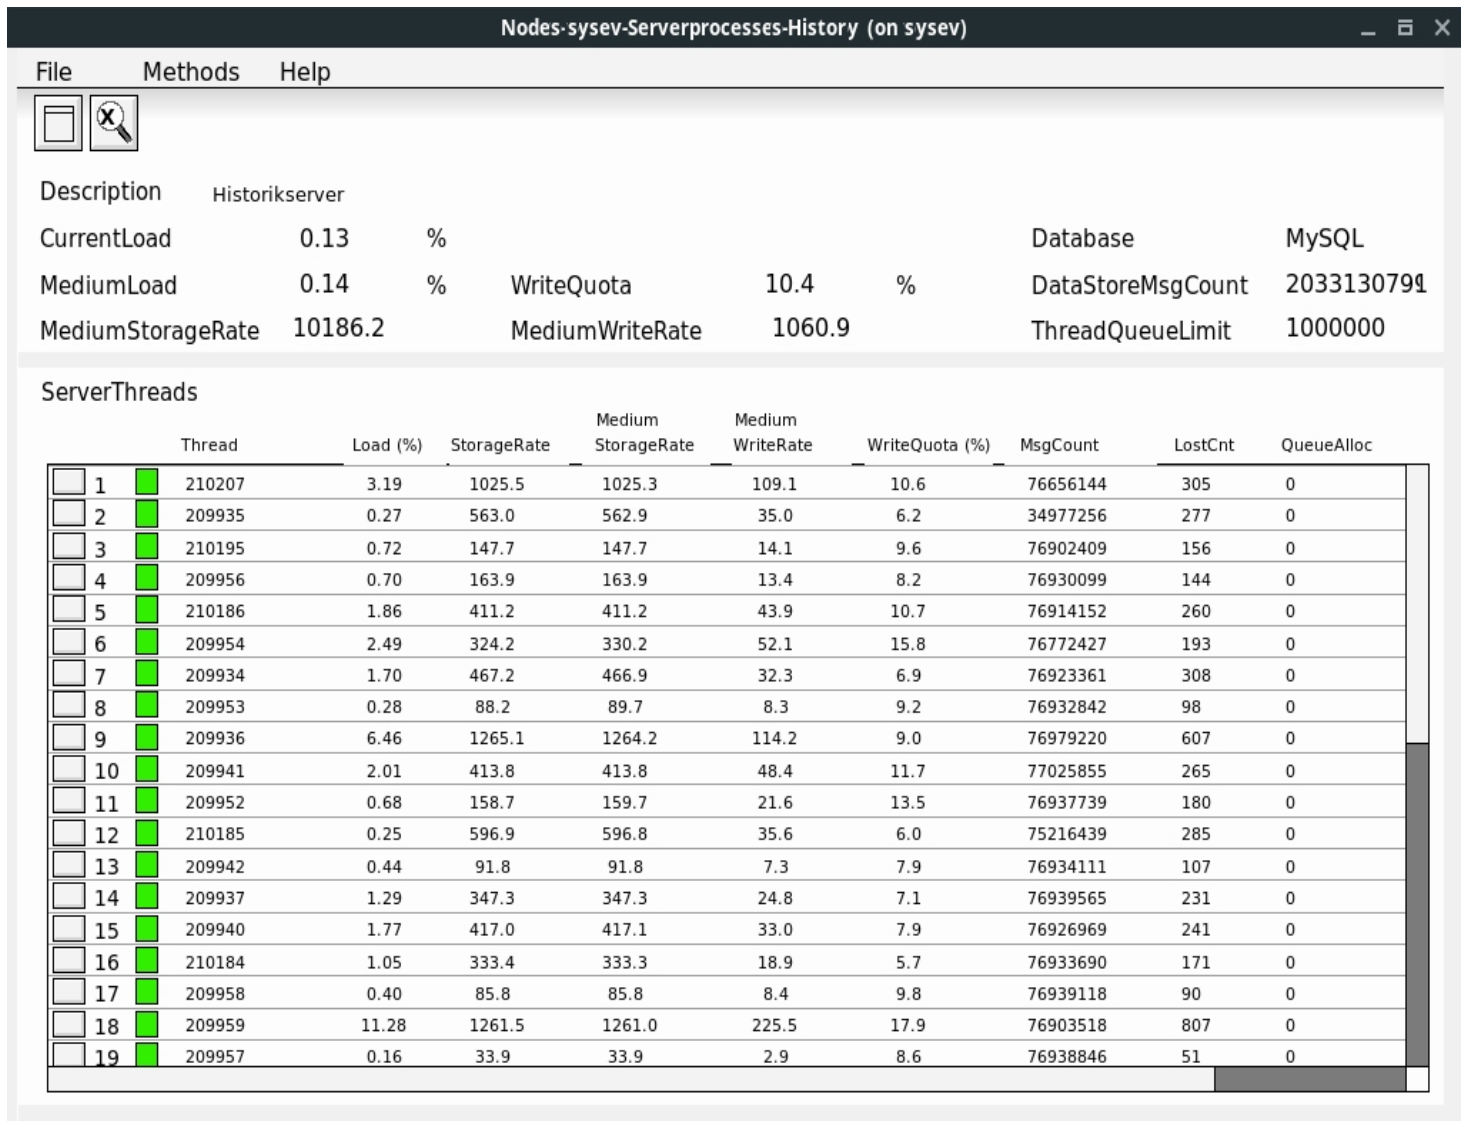 Nodes-sysev-Serverprocesses-History (on sysev)
File Methods Help
Description Historikserver
CurrentLoad 0.13 % Database MySQL
MediumLoad 0.14 % WriteQuota 10.4 % DataStoreMsgCount
MediumStorageRate 10186.2 MediumWriteRate 1060.9 ThreadQueueLimit 1000000
ServerThreads
Medium Medium
Thread Load (%) StorageRate StorageRate WriteRate WriteQuota (%) MsgCount LostCnt QueueAlloc
1 210207 3.19 1025.5 1025.3 109.1 10.6 76656144 305 0
2 209935 0.27 563.0 562.9 35.0 6.2 34977256 277 0
3 210195 0.72 147.7 147.7 14.1 9.6 76902409 156 0
4 209956 0.70 163.9 163.9 13.4 8.2 76930099 144 0
5 210186 1.86 411.2 411.2 43.9 10.7 76914152 260 0
6 209954 2.49 324.2 330.2 52.1 15.8 76772427 193 0
7 209934 1.70 467.2 466.9 32.3 6.9 76923361 308 0
8 209953 0.28 88.2 89.7 8.3 9.2 76932842 98 0
9 209936 6.46 1265.1 1264.2 114.2 9.0 76979220 607 0
10 209941 2.01 413.8 413.8 48.4 11.7 77025855 265 0
11 209952 0.68 158.7 159.7 21.6 13.5 76937739 180 0
12 210185 0.25 596.9 596.8 35.6 6.0 75216439 285 0
13 209942 0.44 91.8 91.8 7.3 7.9 76934111 107 0
14 209937 1.29 347.3 347.3 24.8 7.1 76939565 231 0
15 209940 1.77 417.0 417.1 33.0 7.9 76926969 241 0
16 210184 1.05 333.4 333.3 18.9 5.7 76933690 171 0
17 209958 0.40 85.8 85.8 8.4 9.8 76939118 90 0
18 209959 11.28 1261.5 1261.0 225.5 17.9 76903518 807 0
19 209957 0.16 33.9 33.9 2.9 8.6 76938846 51 0